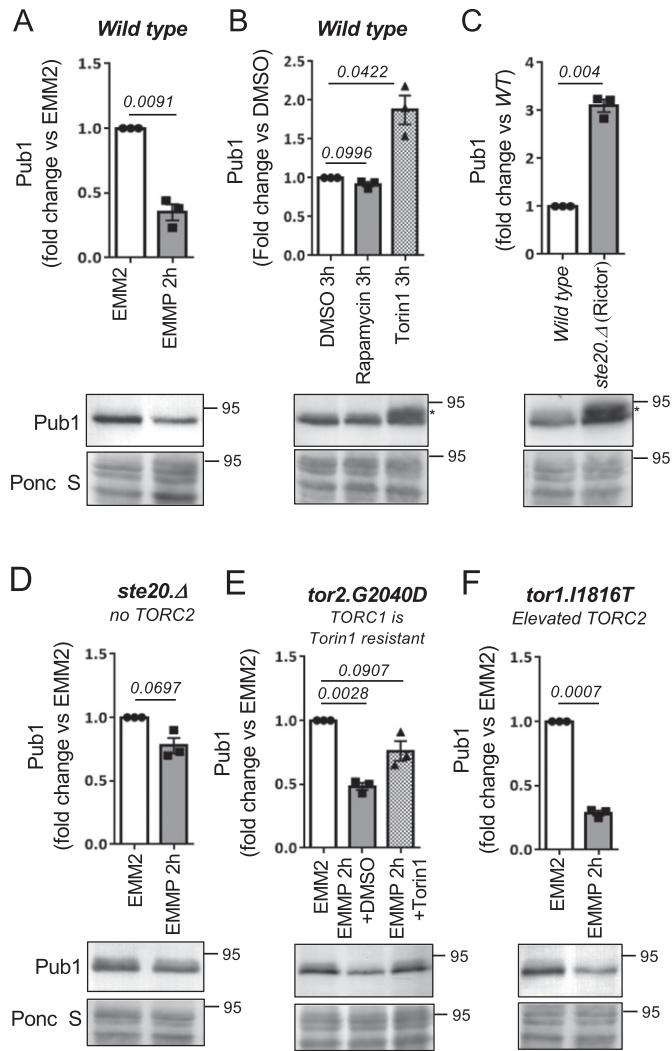 A
Wild type
Pub1
(fold change vs EMM2)
1.5
1.0
0.5
0.0
0.0091
EMM2
EMMP 2h
B
Wild type
Pub1
(Fold change vs DMSO)
2.5
2.0
1.5
1.0
0.5
0.0
0.0422
0.0996
DMSO 3h
Rapamycin 3h
Torin1 3h
C
Pub1
(fold change vs WT)
4
3
2
1
0
0.004
Wild type
ste20.Δ (Rictor)
Pub1
95
95
*
95
*
Ponc S
95
95
95
D
ste20.Δ
no TORC2
Pub1
(fold change vs EMM2)
1.5
1.0
0.5
0.0
0.0697
EMM2
EMMP 2h
E
tor2.G2040D
TORC1 is
Torin1 resistant
Pub1
(fold change vs EMM2)
1.5
1.0
0.5
0.0
0.0907
0.0028
EMM2
EMMP 2h
+DMSO
EMMP 2h
+Torin1
F
tor1.I1816T
Elevated TORC2
Pub1
(fold change vs EMM2)
1.5
1.0
0.5
0.0
0.0007
EMM2
EMMP 2h
Pub1
95
95
95
Ponc S
95
95
95